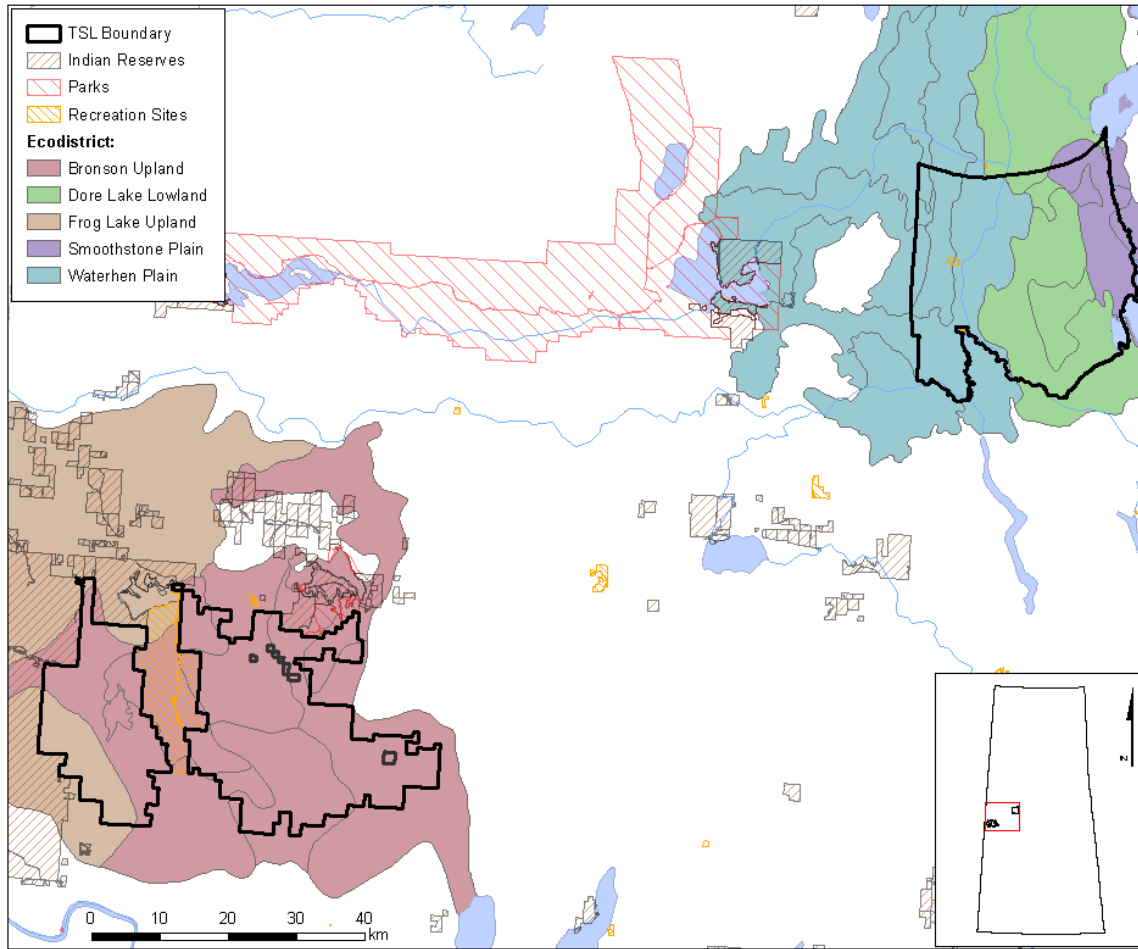 TSL Boundary
Indian Reserves
Parks
Recreation Sites
Ecodistrict:
Bronson Upland
Dore Lake Lowland
Frog Lake Upland
Smoothstone Plain
Waterhen Plain
0 10 20 30 40
km
N